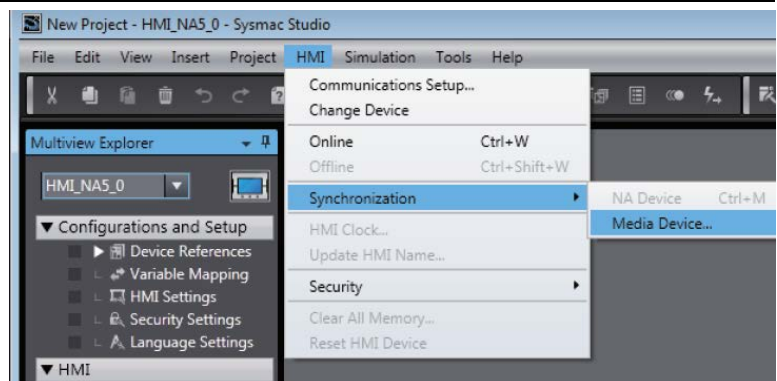 New Project - HMI_NA5_0 - Sysmac Studio
File Edit View Insert Project HMI Simulation Tools Help
Communications Setup...
Change Device
Multiview Explorer
Online Ctrl+W
Offline Ctrl+Shift+W
HMI_NA5_0
Synchronization
NA Device Ctrl+M
Media Device...
Configurations and Setup
HMI Clock...
Device References
Update HMI Name...
Variable Mapping
HMI Settings
Security
Security Settings
Clear All Memory...
Language Settings
Reset HMI Device
HMI